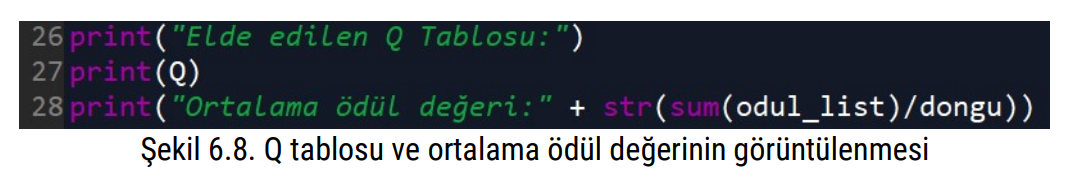 26 print("Elde edilen Q Tablosu:")
27 print(Q)
28 print("Ortalama ödül değeri:" + str(sum(odul_list)/dongu))
Şekil 6.8. Q tablosu ve ortalama ödül değerinin görüntülenmesi